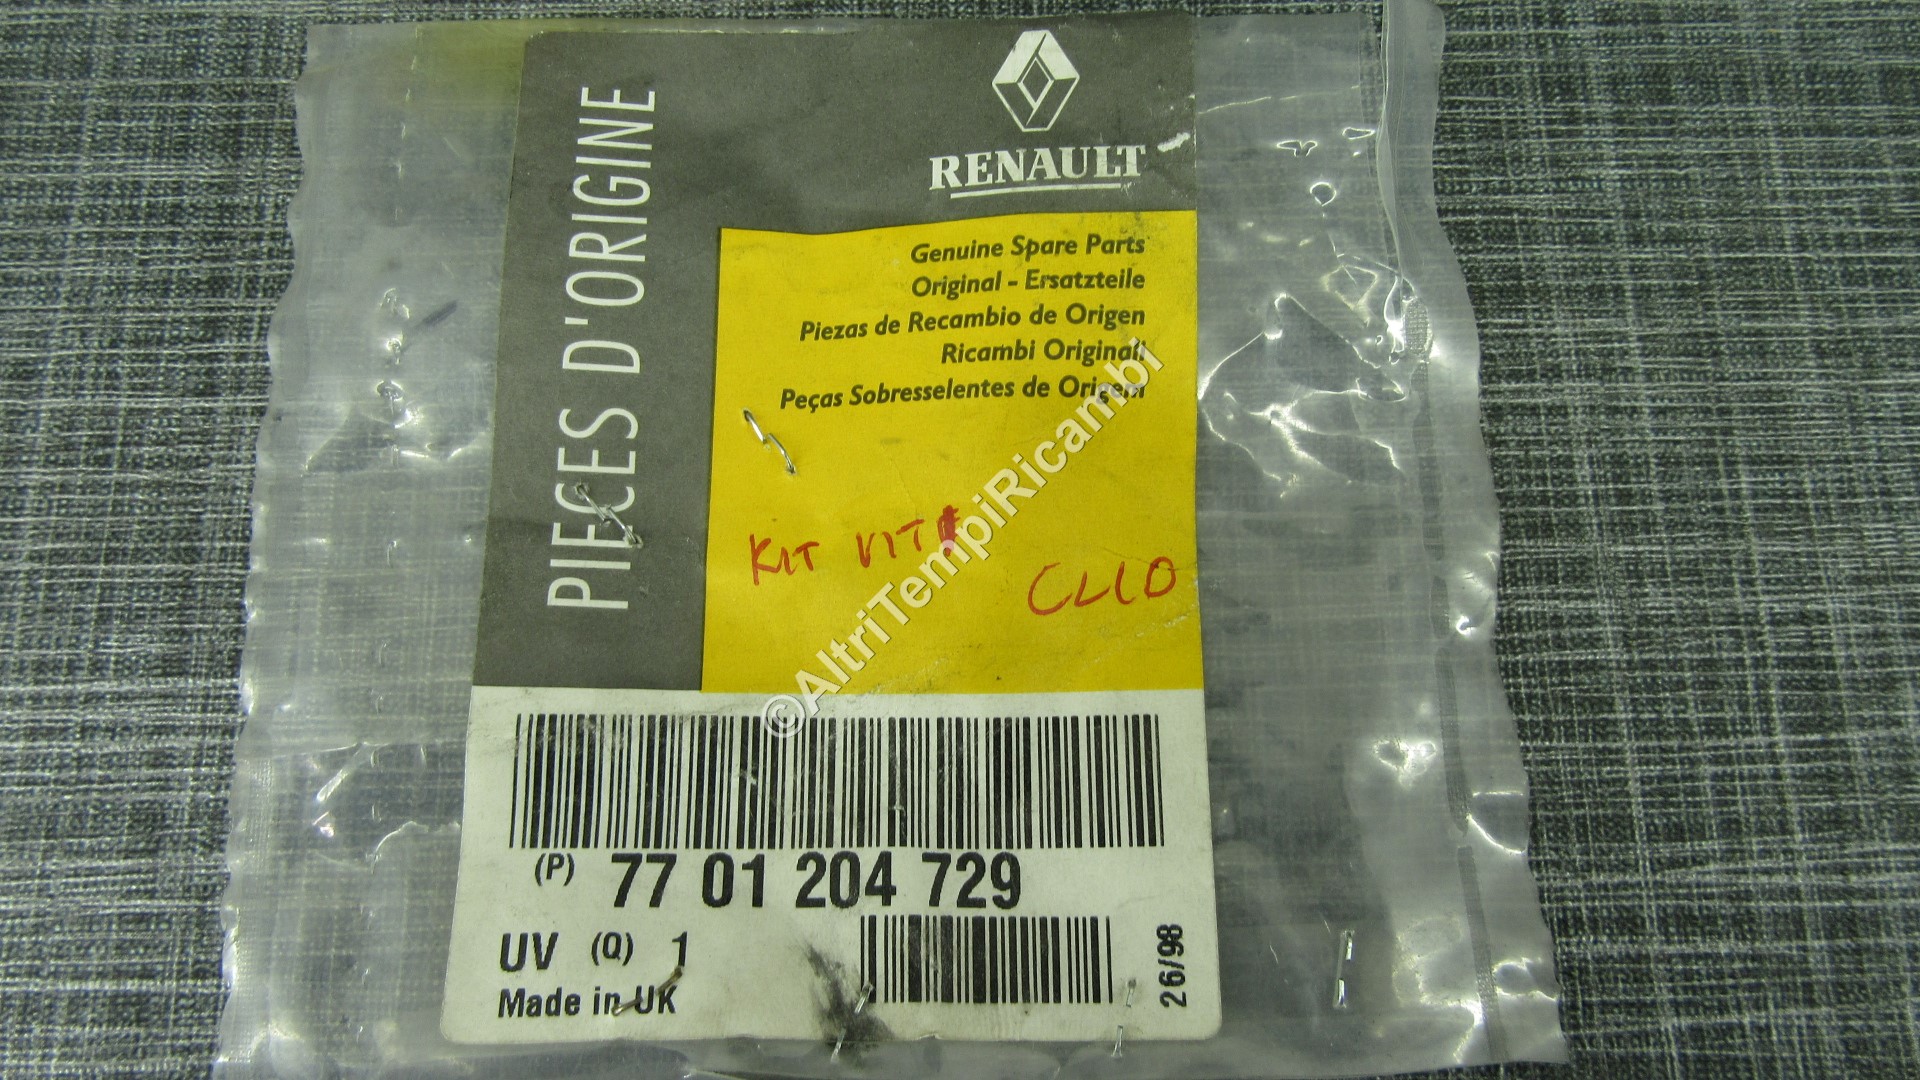 PIECES D'ORIGINE
RENAULT
Genuine Spare Parts
Original - Ersatzteile
Piezas de Recambio de Origen
Ricambi Originali
Peças Sobresselentes de Origem
KIT VITE
CLIO
©AltriTempiRicambi
(P) 77 01 204 729
UV (Q) 1
Made in UK
26/98